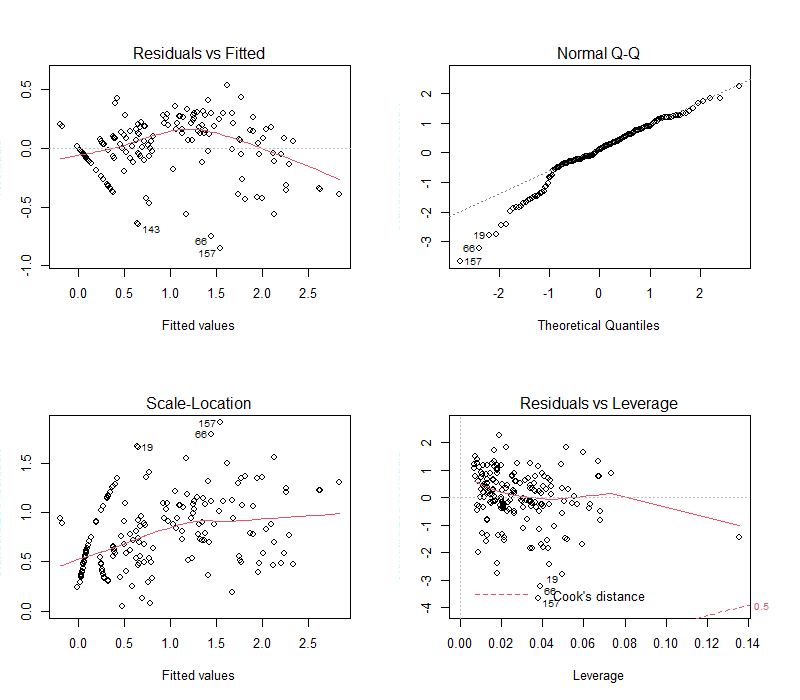 Residuals vs Fitted
0.5
0.0
-0.5
-1.0
143
66
157
0.0 0.5 1.0 1.5 2.0 2.5
Fitted values
Normal Q-Q
2
1
0
-1
-2
-3
19
66
157
-2 -1 0 1 2
Theoretical Quantiles
Scale-Location
1.5
1.0
0.5
0.0
157
66
19
0.0 0.5 1.0 1.5 2.0 2.5
Fitted values
Residuals vs Leverage
2
1
0
-1
-2
-3
-4
19
66
Cook's distance
157
0.5
0.00 0.02 0.04 0.06 0.08 0.10 0.12 0.14
Leverage